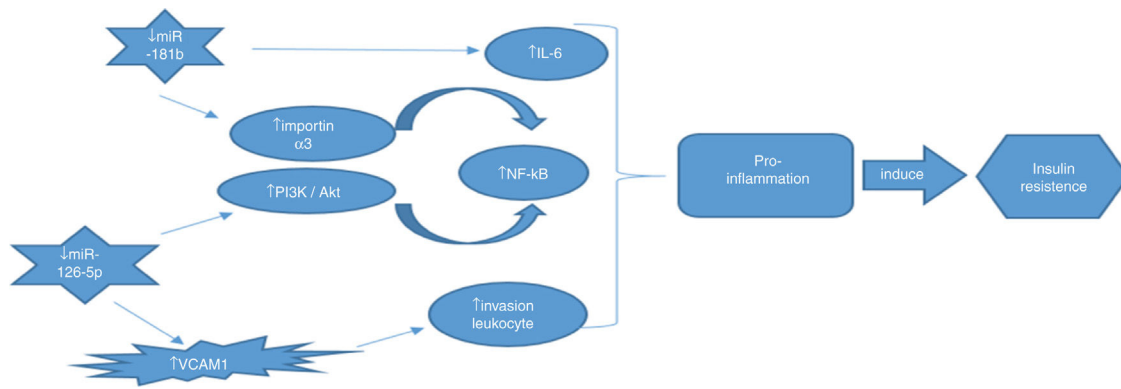 ↓miR
-181b
↑IL-6
↑importin
α3
↑PI3K / Akt
↑NF-kB
Pro-
inflammation
induce
Insulin
resistence
↓miR-
126-5p
↑invasion
leukocyte
↑VCAM1